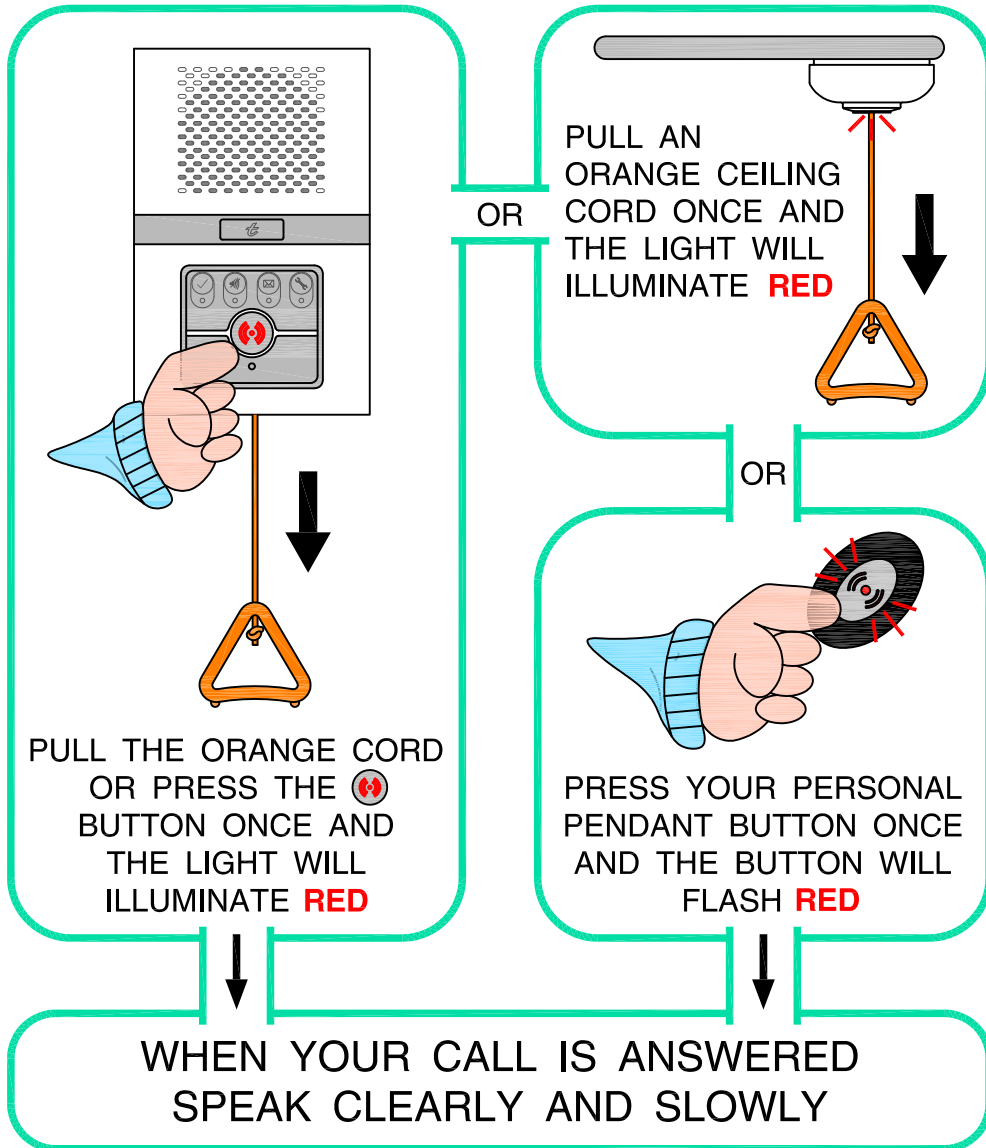 PULL THE ORANGE CORD
OR PRESS THE
BUTTON ONCE AND
THE LIGHT WILL
ILLUMINATE RED
OR
PULL AN
ORANGE CEILING
CORD ONCE AND
THE LIGHT WILL
ILLUMINATE RED
OR
PRESS YOUR PERSONAL
PENDANT BUTTON ONCE
AND THE BUTTON WILL
FLASH RED
WHEN YOUR CALL IS ANSWERED
SPEAK CLEARLY AND SLOWLY